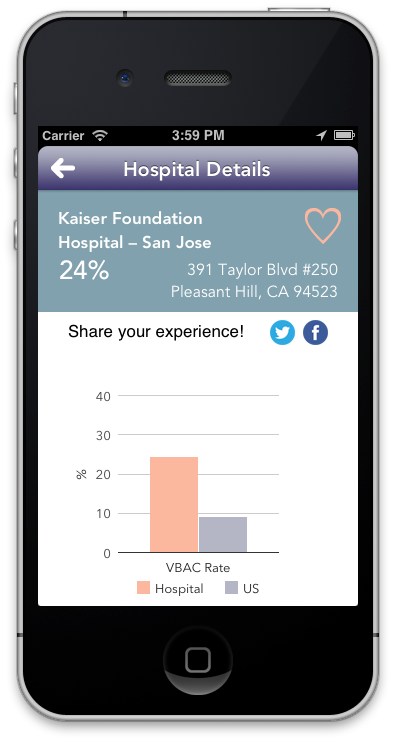 Carrier 3:59 PM
Hospital Details
Kaiser Foundation
Hospital – San Jose
24%
391 Taylor Blvd #250
Pleasant Hill, CA 94523
Share your experience!
40
30
%
20
10
0
VBAC Rate
Hospital US